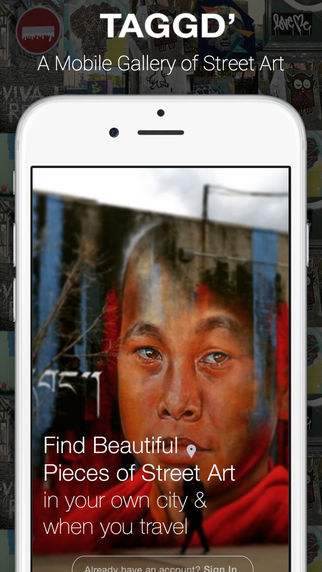 TAGGD'
A Mobile Gallery of Street Art
Find Beautiful
Pieces of Street Art
in your own city &
when you travel
Already have an account? Sign In